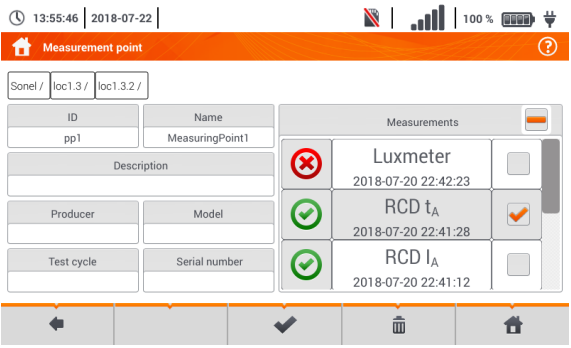 13:55:46 2018-07-22 100 %
Measurement point ?
Sonel / loc1.3 / loc1.3.2 /
ID Name
pp1 MeasuringPoint1
Description
Producer Model
Test cycle Serial number
Measurements
Luxmeter
2018-07-20 22:42:23
RCD tA
2018-07-20 22:41:28
RCD IA
2018-07-20 22:41:12